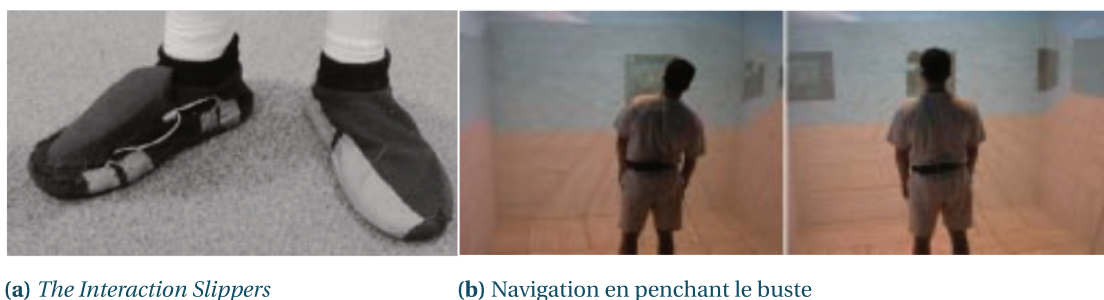 (a) The Interaction Slippers
(b) Navigation en penchant le buste